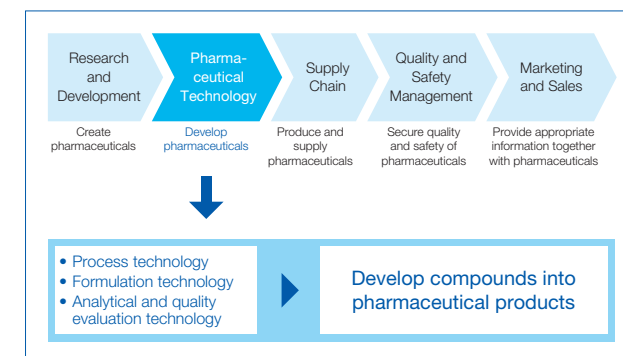 Research
and
Development
Pharma-
ceutical
Technology
Supply
Chain
Quality and
Safety
Management
Marketing
and Sales
Create
pharmaceuticals
Develop
pharmaceuticals
Produce and
supply
pharmaceuticals
Secure quality
and safety of
pharmaceuticals
Provide appropriate
information together
with pharmaceuticals
• Process technology
• Formulation technology
• Analytical and quality
evaluation technology
Develop compounds into
pharmaceutical products